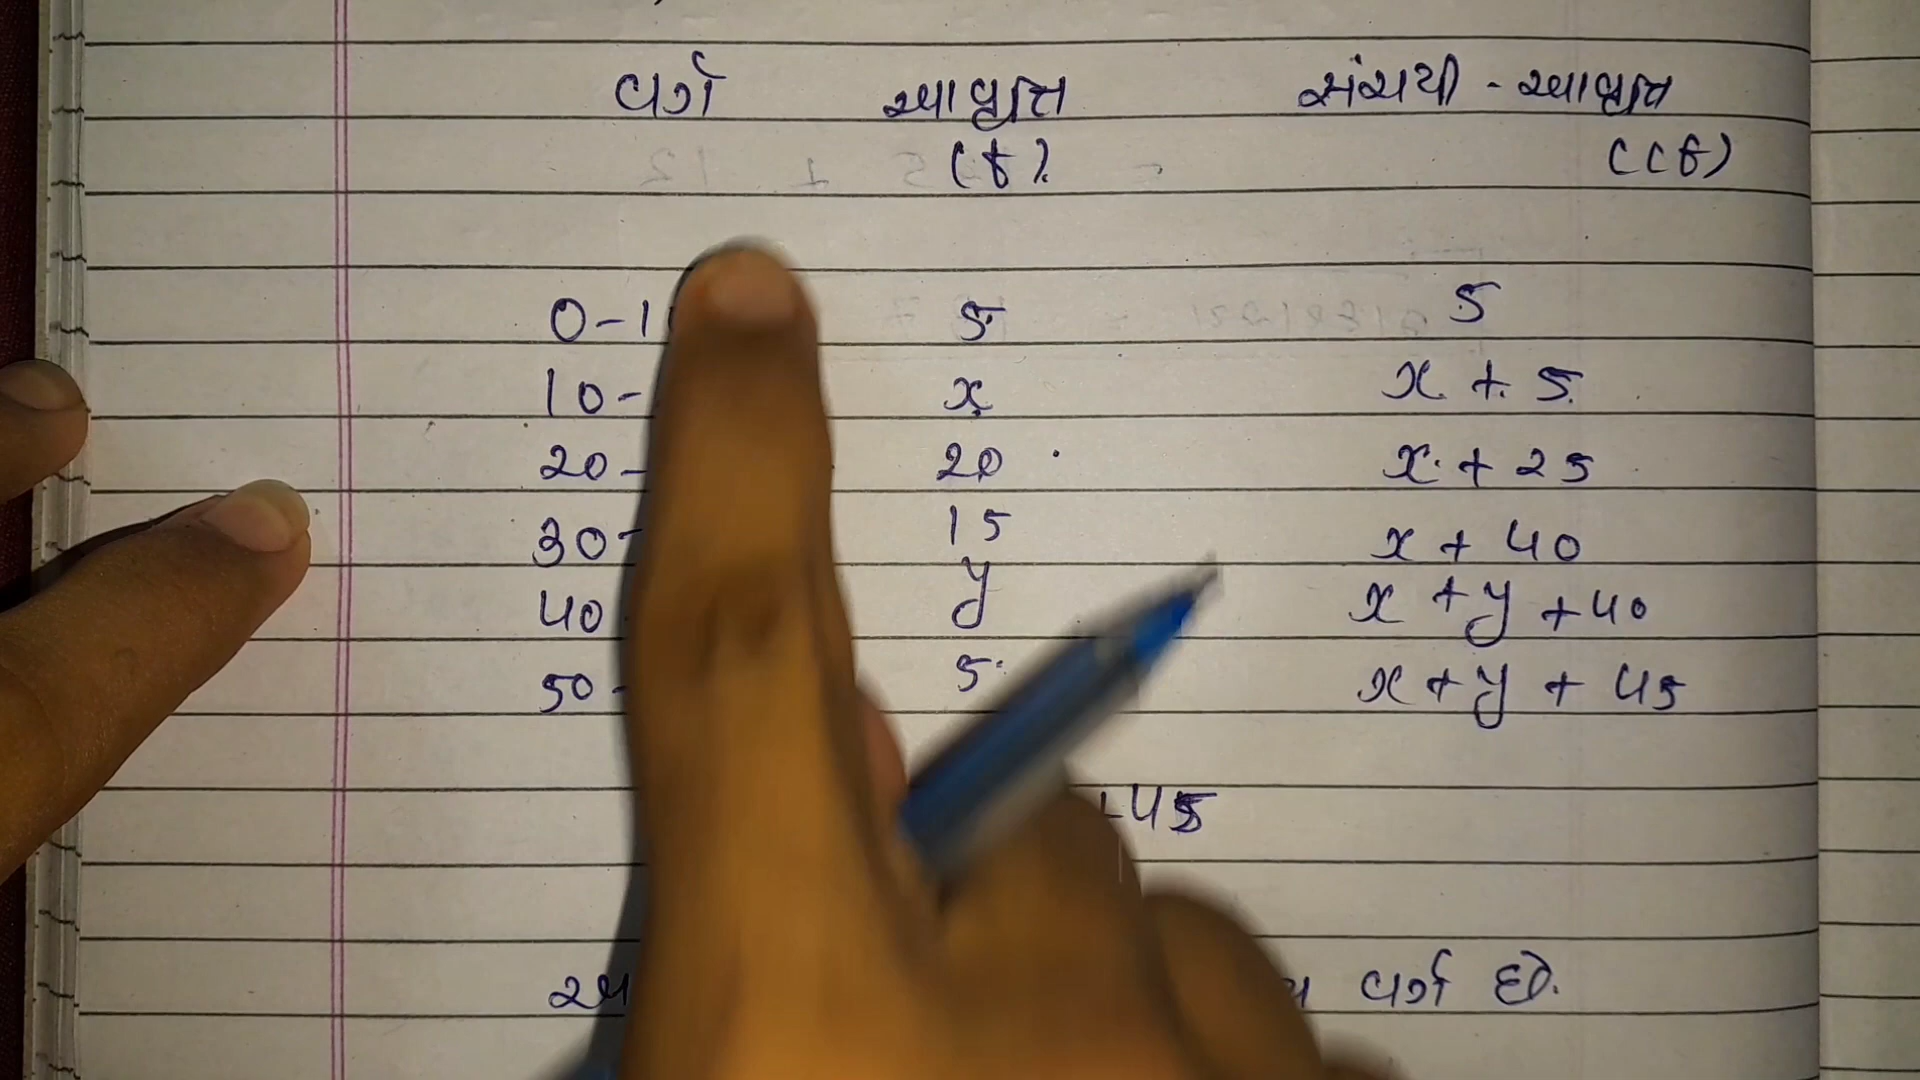 વર્ગ આવૃત્તિ સંચયી - આવૃત્તિ
(f) (cf)
0-1 5 5
10- x x + 5
20- 20 x + 25
30- 15 x + 40
40 y x + y + 40
50- 5 x + y + 45
+45
વર્ગ છે.